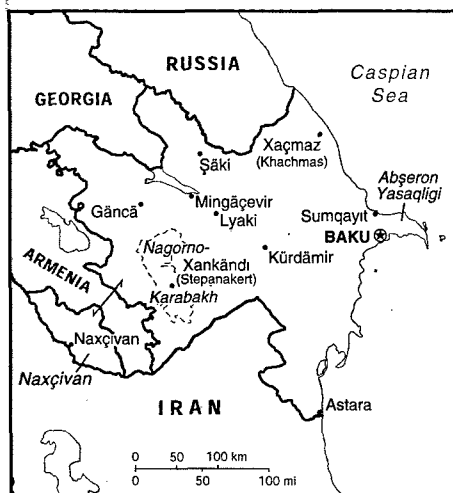 RUSSIA
Caspian
Sea
GEORGIA
Xaçmaz
(Khachmas)
Şäki
Abşeron
Yasaqligi
Mingäçevir
Gäncä
Lyaki
Sumqayıt
BAKU
Nagorno-
Kürdämir
Xankändı
(Stepanakert)
ARMENIA
Karabakh
Naxçivan
Naxçivan
IRAN
Astara
0 50 100 km
0 50 100 mi